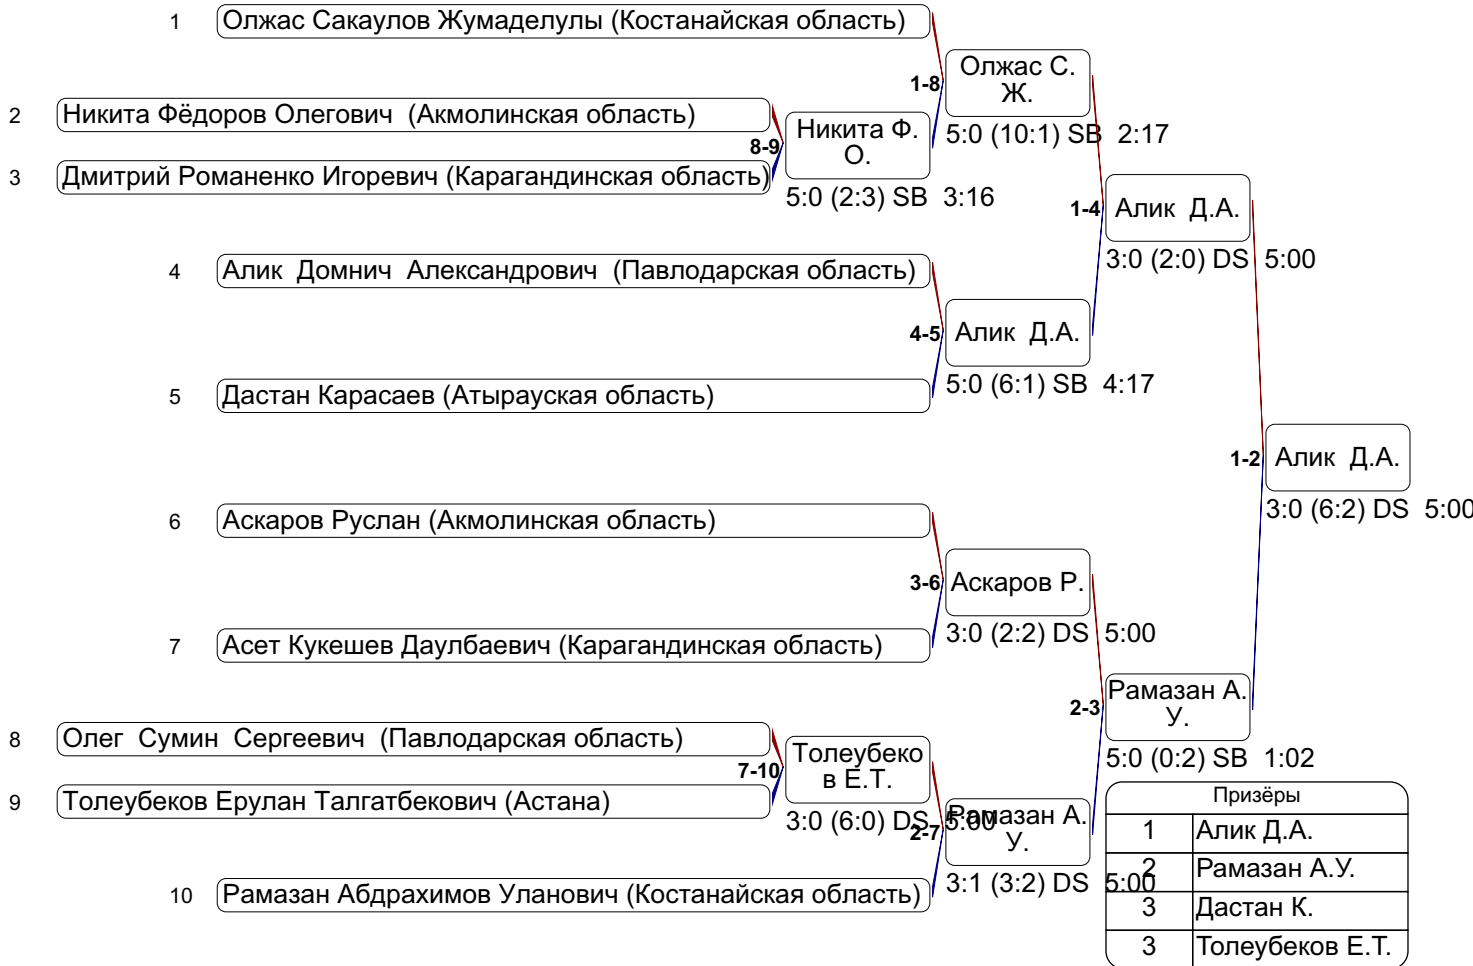 1 Олжас Сакаулов Жумаделулы (Костанайская область)
Олжас С.
Ж.
1-8
5:0 (10:1) SB 2:17
2 Никита Фёдоров Олегович (Акмолинская область)
Никита Ф.
О.
8-9
3 Дмитрий Романенко Игоревич (Карагандинская область)
5:0 (2:3) SB 3:16
1-4 Алик Д.А.
3:0 (2:0) DS 5:00
4 Алик Домнич Александрович (Павлодарская область)
4-5 Алик Д.А.
5:0 (6:1) SB 4:17
5 Дастан Карасаев (Атырауская область)
1-2 Алик Д.А.
3:0 (6:2) DS 5:00
6 Аскаров Руслан (Акмолинская область)
3-6 Аскаров Р.
3:0 (2:2) DS 5:00
7 Асет Кукешев Даулбаевич (Карагандинская область)
2-3
Рамазан А.
У.
5:0 (0:2) SB 1:02
8 Олег Сумин Сергеевич (Павлодарская область)
7-10
Толеубеко
в Е.Т.
9 Толеубеков Ерулан Талгатбекович (Астана)
3:0 (6:0) DS 5:00
2-7
Рамазан А.
У.
3:1 (3:2) DS 5:00
10 Рамазан Абдрахимов Уланович (Костанайская область)
Призёры
1 Алик Д.А.
2 Рамазан А.У.
3 Дастан К.
3 Толеубеков Е.Т.